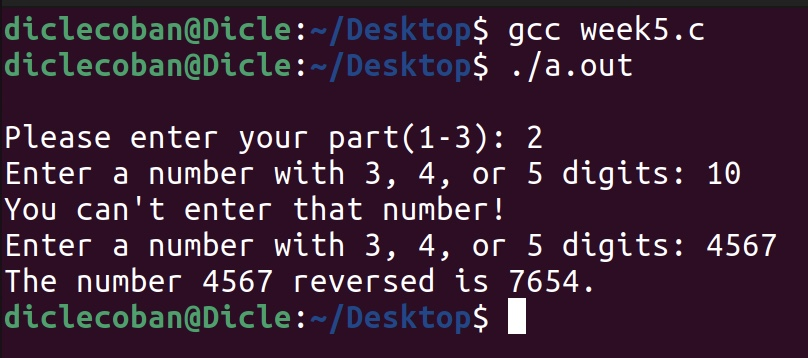 diclecoban@Dicle:~/Desktop$ gcc week5.c
diclecoban@Dicle:~/Desktop$ ./a.out
Please enter your part(1-3): 2
Enter a number with 3, 4, or 5 digits: 10
You can't enter that number!
Enter a number with 3, 4, or 5 digits: 4567
The number 4567 reversed is 7654.
diclecoban@Dicle:~/Desktop$